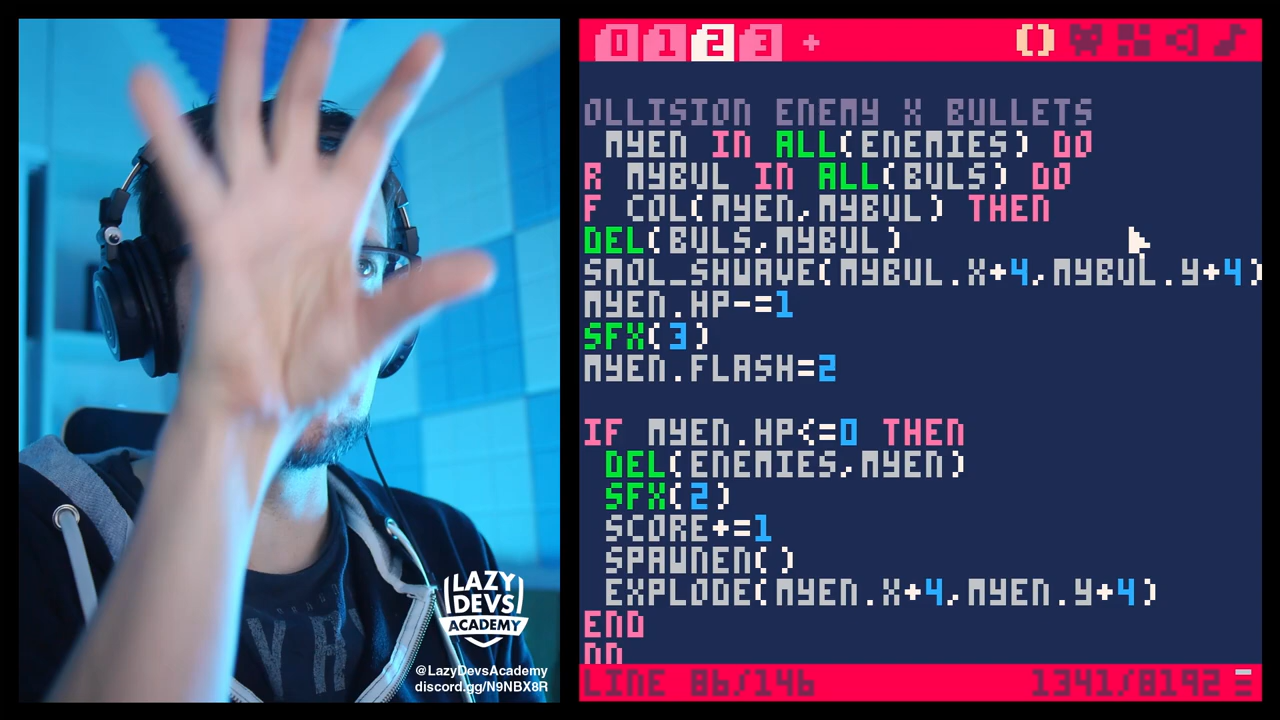 0 1 2 3 +
OLLISION ENEMY X BULLETS
MYEN IN ALL(ENEMIES) DO
R MYBUL IN ALL(BULS) DO
F COL(MYEN,MYBUL) THEN
DEL(BULS,MYBUL)
SMOL_SHWAVE(MYBUL.X+4,MYBUL.Y+4)
MYEN.HP-=1
SFX(3)
MYEN.FLASH=2
IF MYEN.HP<=0 THEN
DEL(ENEMIES,MYEN)
SFX(2)
SCORE+=1
SPAWNEN()
EXPLODE(MYEN.X+4,MYEN.Y+4)
END
LINE 86/146
1341/8192
LAZY
DEVS
ACADEMY
@LazyDevsAcademy
discord.gg/N9NBX8R